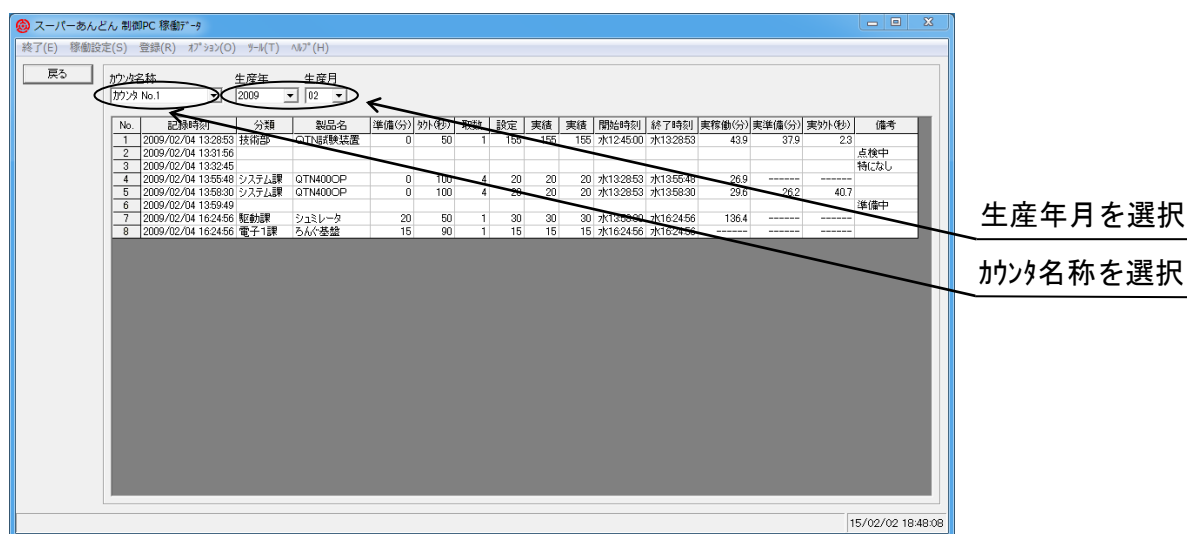 スーパーあんどん 制御PC 稼働ﾃﾞｰﾀ
終了(E) 稼働設定(S) 登録(R) ｵﾌﾟｼｮﾝ(O) ﾂｰﾙ(T) ﾍﾙﾌﾟ(H)
戻る
ｶｳﾝﾀ名称 生産年 生産月
ｶｳﾝﾀ No.1 2009 02
No. 記録時刻 分類 製品名 準備(分) ﾀｸﾄ(秒) 取数 設定 実績 実績 開始時刻 終了時刻 実稼働(分) 実準備(分) 実ﾀｸﾄ(秒) 備考
1 2009/02/04 13:28:53 技術部 QTN試験装置 0 50 1 155 155 155 水12:45:00 水13:28:53 43.9 37.9 2.3
2 2009/02/04 13:31:56 点検中
3 2009/02/04 13:32:45 特になし
4 2009/02/04 13:55:48 システム課 QTN400OP 0 100 4 20 20 20 水13:28:53 水13:55:48 26.9 ------ ------
5 2009/02/04 13:58:30 システム課 QTN400OP 0 100 4 20 20 20 水13:28:53 水13:58:30 29.6 26.2 40.7
6 2009/02/04 13:59:49 準備中
7 2009/02/04 16:24:56 駆動課 シュミレータ 20 50 1 30 30 30 水13:58:30 水16:24:56 136.4 ------ ------
8 2009/02/04 16:24:56 電子1課 ろんぐ基盤 15 90 1 15 15 15 水16:24:56 水16:24:56 ------ ------ ------
生産年月を選択
ｶｳﾝﾀ名称を選択
15/02/02 18:48:08